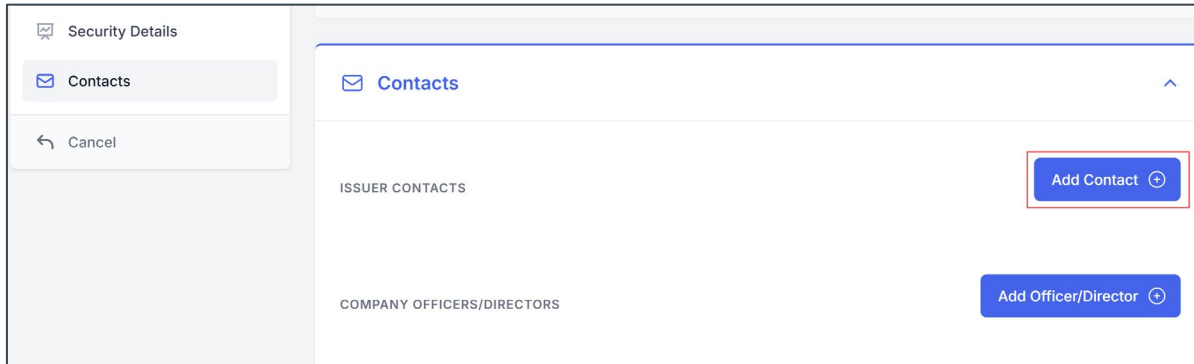 Security Details
Contacts
Cancel
Contacts
ISSUER CONTACTS
Add Contact
COMPANY OFFICERS/DIRECTORS
Add Officer/Director